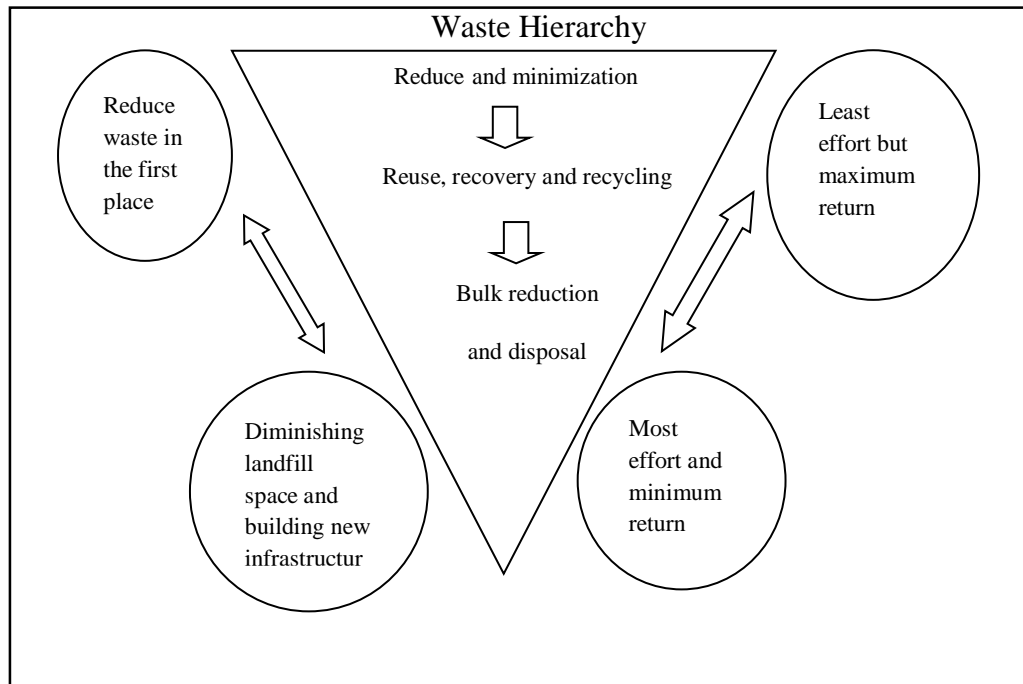 Waste Hierarchy
Reduce and minimization
Reuse, recovery and recycling
Bulk reduction
and disposal
Reduce
waste in
the first
place
Least
effort but
maximum
return
Diminishing
landfill
space and
building new
infrastructur
Most
effort and
minimum
return